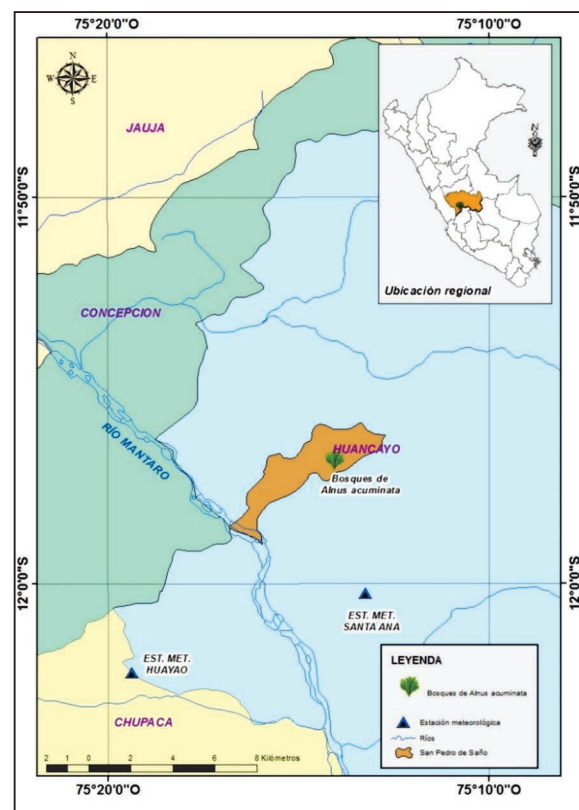 75°20'0"O
75°10'0"O
N
W
E
S
JAUJA
11°50'0"S
11°50'0"S
Ubicación regional
CONCEPCION
RÍO MANTARO
HUANCAYO
Bosques de
Alnus acuminata
12°0'0"S
12°0'0"S
EST. MET.
SANTA ANA
EST. MET.
HUAYAO
CHUPACA
LEYENDA
Bosques de Alnus acuminata
Estación meteorológica
Ríos
San Pedro de Saño
2 1 0 2 4 6 8 Kilómetros
75°20'0"O
75°10'0"O